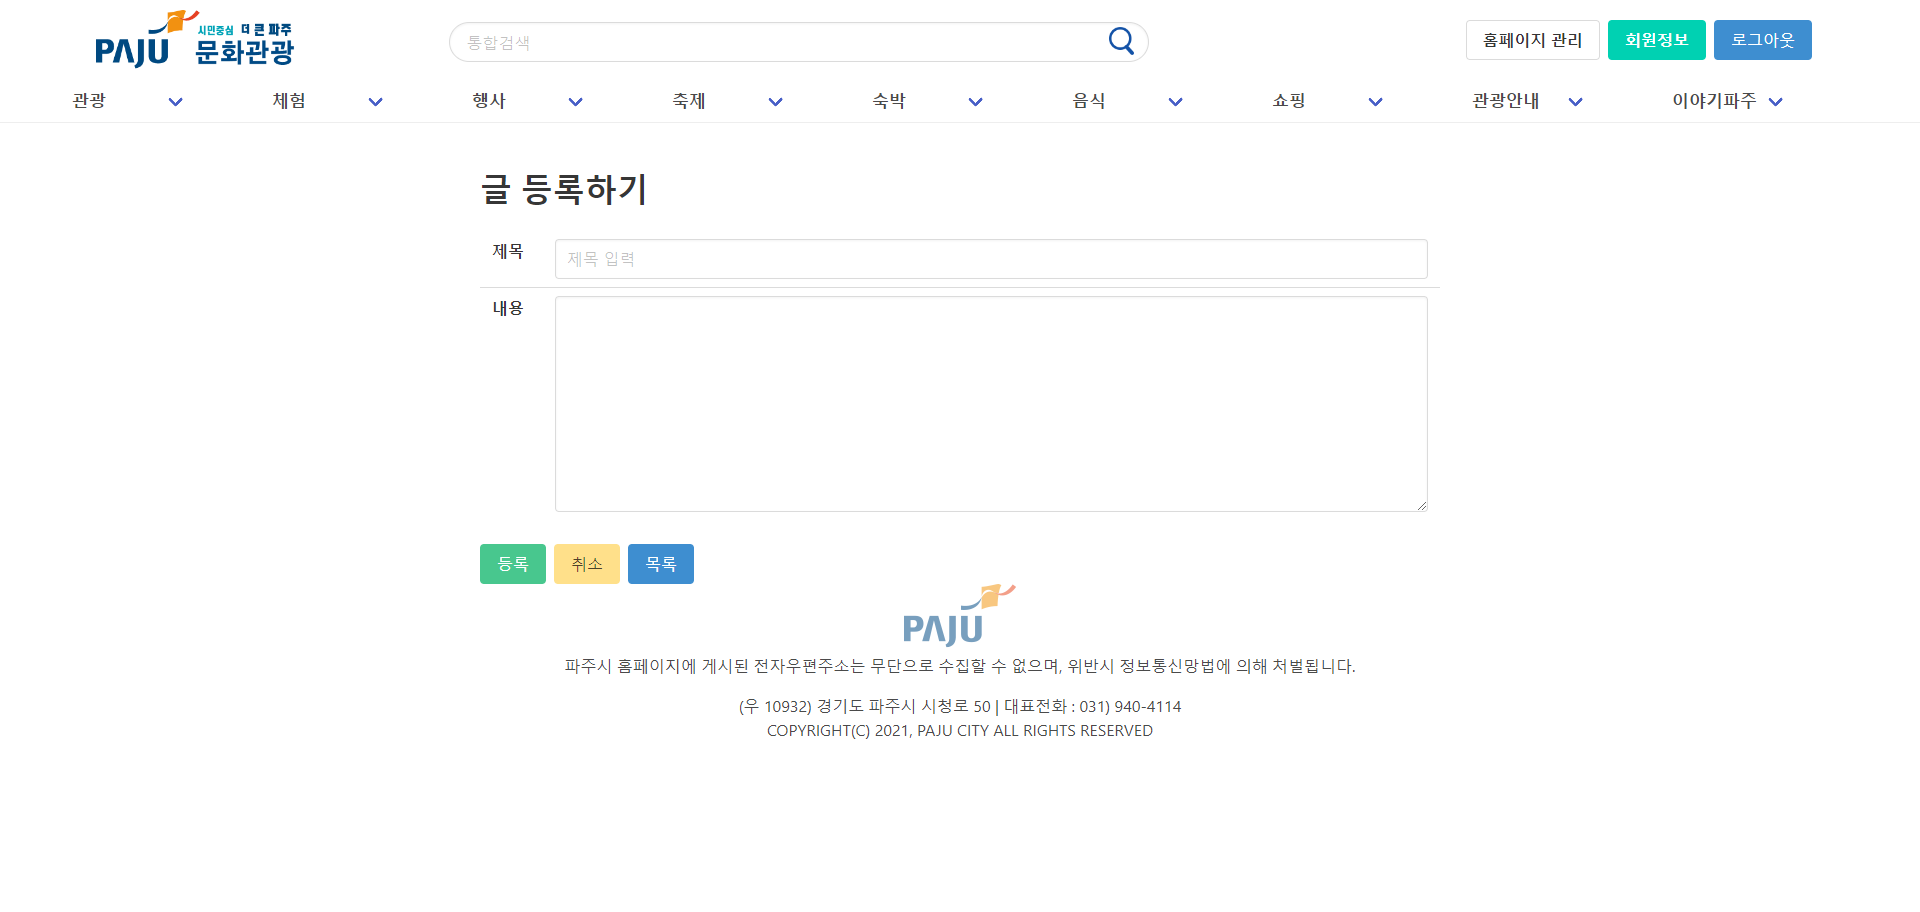 PAJU 시민중심 더 큰 파주 문화관광
통합검색
홈페이지 관리 회원정보 로그아웃
관광 체험 행사 축제 숙박 음식 쇼핑 관광안내 이야기파주
글 등록하기
제목 제목 입력
내용
등록 취소 목록
PAJU
파주시 홈페이지에 게시된 전자우편주소는 무단으로 수집할 수 없으며, 위반시 정보통신망법에 의해 처벌됩니다.
(우 10932) 경기도 파주시 시청로 50 | 대표전화 : 031) 940-4114
COPYRIGHT(C) 2021, PAJU CITY ALL RIGHTS RESERVED